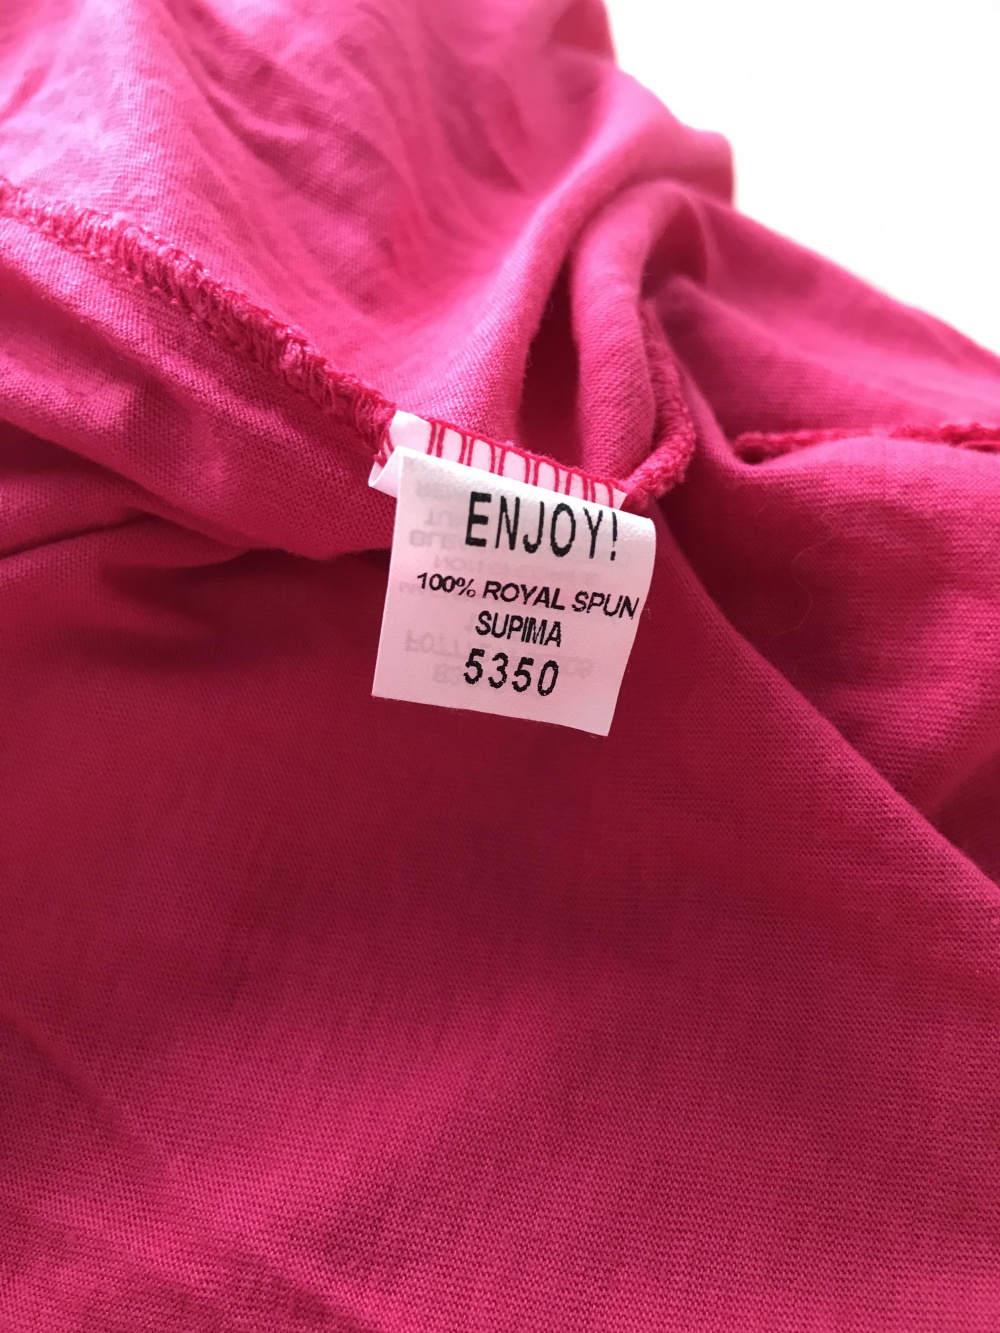 ENJOY!
100% ROYAL SPUN
SUPIMA
5350